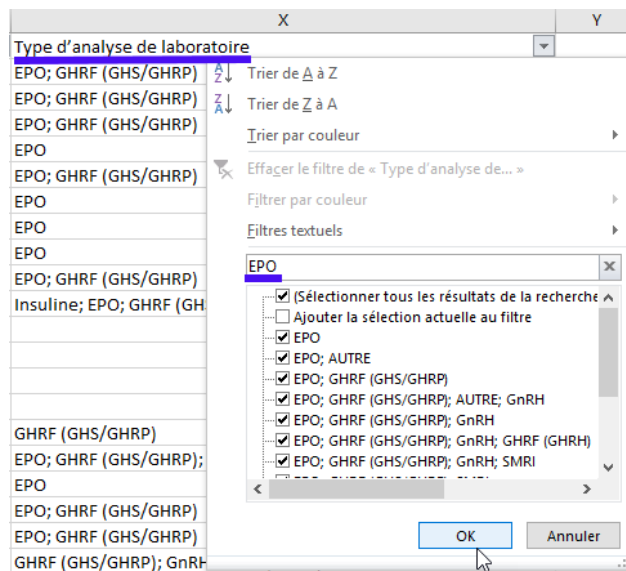 X Y
Type d’analyse de laboratoire
EPO; GHRF (GHS/GHRP)
EPO; GHRF (GHS/GHRP)
EPO; GHRF (GHS/GHRP)
EPO
EPO; GHRF (GHS/GHRP)
EPO
EPO
EPO
EPO; GHRF (GHS/GHRP)
Insuline; EPO; GHRF (GH
GHRF (GHS/GHRP)
EPO; GHRF (GHS/GHRP);
EPO
EPO; GHRF (GHS/GHRP)
EPO; GHRF (GHS/GHRP)
GHRF (GHS/GHRP); GnRH
Trier de A à Z
Trier de Z à A
Trier par couleur
Effacer le filtre de « Type d’analyse de... »
Filtrer par couleur
Filtres textuels
EPO
(Sélectionner tous les résultats de la recherche
Ajouter la sélection actuelle au filtre
EPO
EPO; AUTRE
EPO; GHRF (GHS/GHRP)
EPO; GHRF (GHS/GHRP); AUTRE; GnRH
EPO; GHRF (GHS/GHRP); GnRH
EPO; GHRF (GHS/GHRP); GnRH; GHRF (GHRH)
EPO; GHRF (GHS/GHRP); GnRH; SMRI
OK Annuler